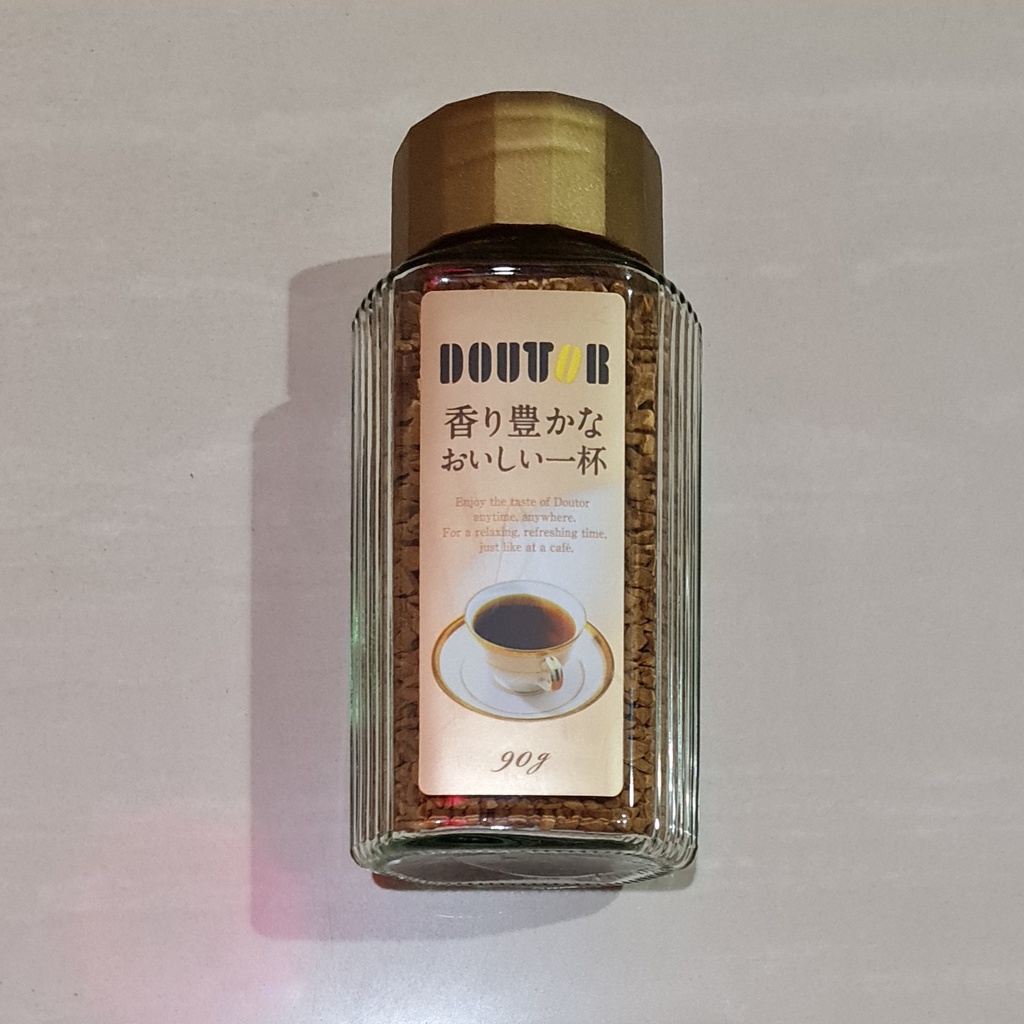 DOUTOR
香り豊かな
おいしい一杯
Enjoy the taste of Doutor
anytime, anywhere.
For a relaxing, refreshing time,
just like at a café.
90g